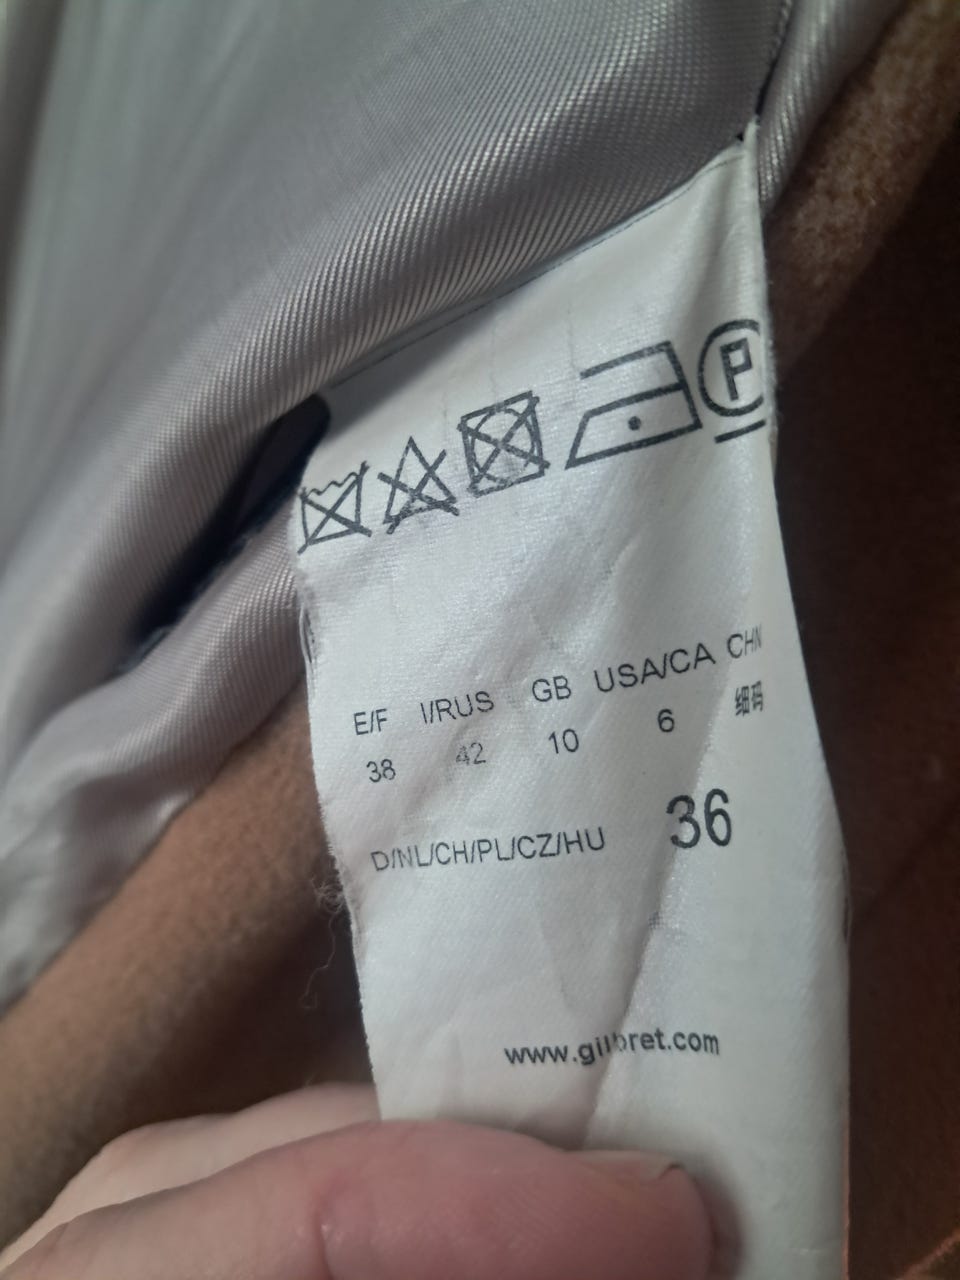 P
E/F I/RUS GB USA/CA CHN
38 42 10 6 细码
D/NL/CH/PL/CZ/HU 36
www.gilbret.com